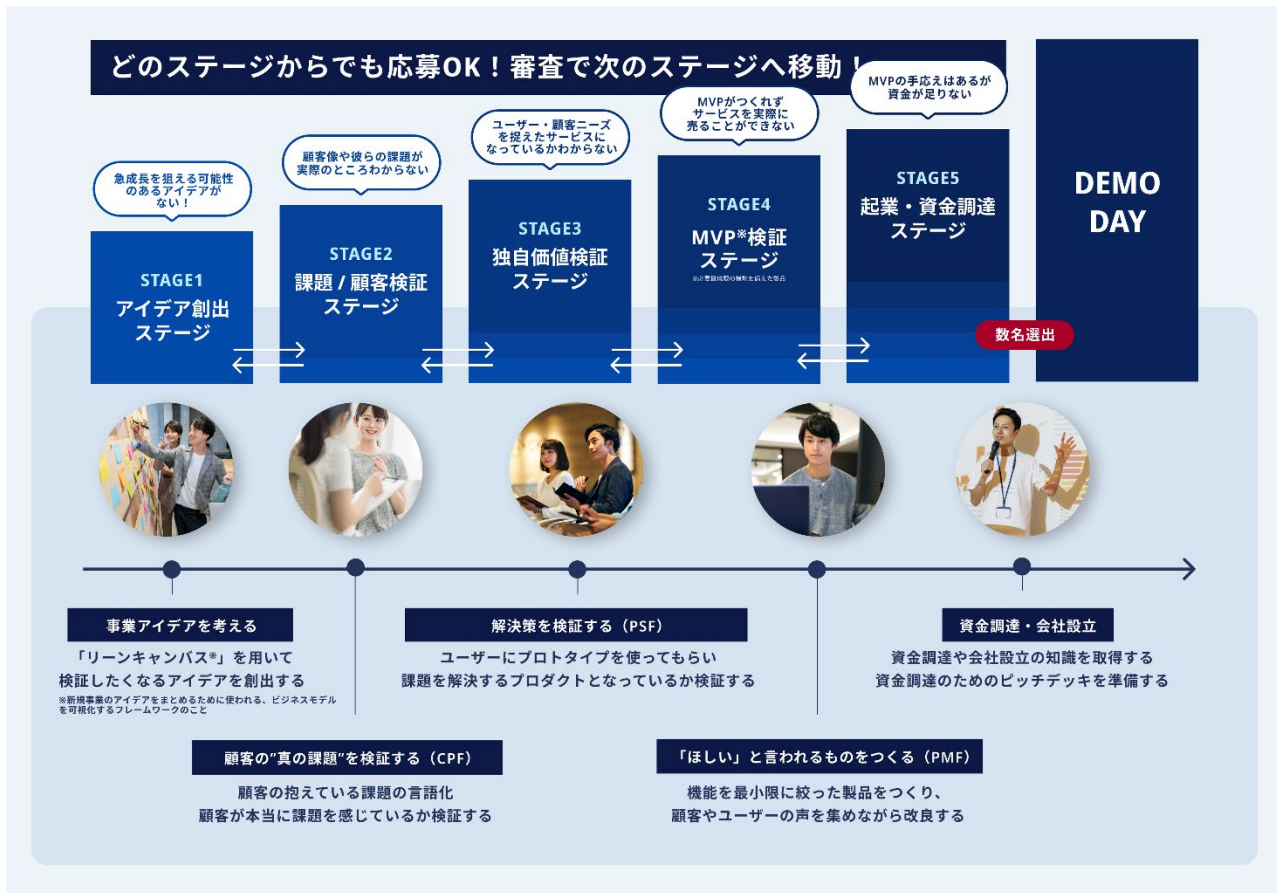 どのステージからでも応募OK！審査で次のステージへ移動！
急成長を狙える可能性
のあるアイデアが
ない！
STAGE1
アイデア創出
ステージ
顧客像や彼らの課題が
実際のところわからない
STAGE2
課題 / 顧客検証
ステージ
ユーザー・顧客ニーズ
を捉えたサービスに
なっているかわからない
STAGE3
独自価値検証
ステージ
MVPがつくれず
サービスを実際に
売ることができない
STAGE4
MVP※検証
ステージ
MVPの手応えはあるが
資金が足りない
STAGE5
起業・資金調達
ステージ
数名選出
DEMO
DAY
事業アイデアを考える
「リーンキャンバス※」を用いて
検証したくなるアイデアを創出する
※新規事業のアイデアをまとめるために使われる、ビジネスモデル
を可視化するフレームワークのこと
顧客の”真の課題”を検証する（CPF）
顧客の抱えている課題の言語化
顧客が本当に課題を感じているか検証する
解決策を検証する（PSF）
ユーザーにプロトタイプを使ってもらい
課題を解決するプロダクトとなっているか検証する
「ほしい」と言われるものをつくる（PMF）
機能を最小限に絞った製品をつくり、
顧客やユーザーの声を集めながら改良する
資金調達・会社設立
資金調達や会社設立の知識を取得する
資金調達のためのピッチデッキを準備する